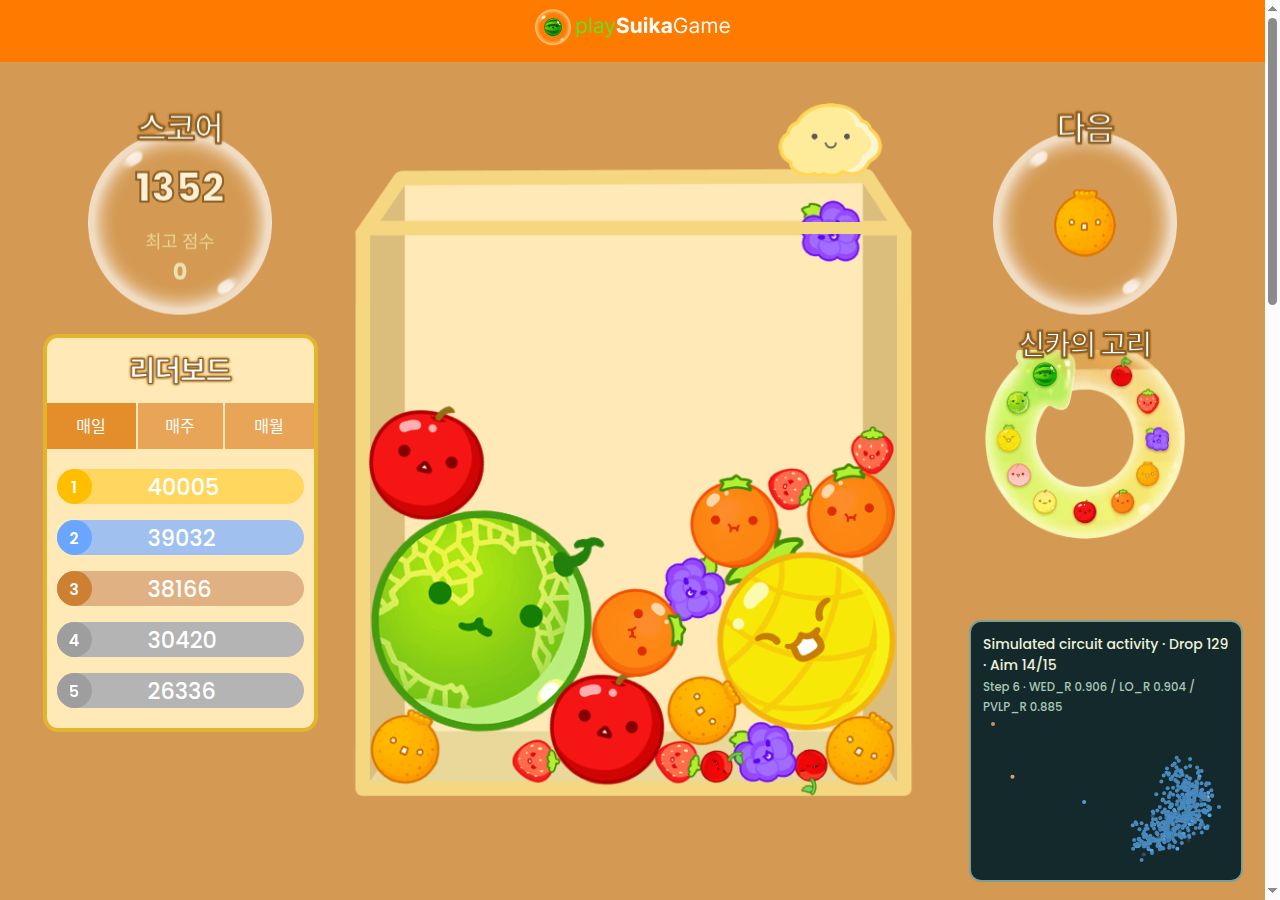 playSuikaGame
스코어
1352
최고 점수
0
다음
신카의 고리
리더보드
매일 매주 매월
1 40005
2 39032
3 38166
4 30420
5 26336
Simulated circuit activity · Drop 129
· Aim 14/15
Step 6 · WED_R 0.906 / LO_R 0.904 /
PVLP_R 0.885